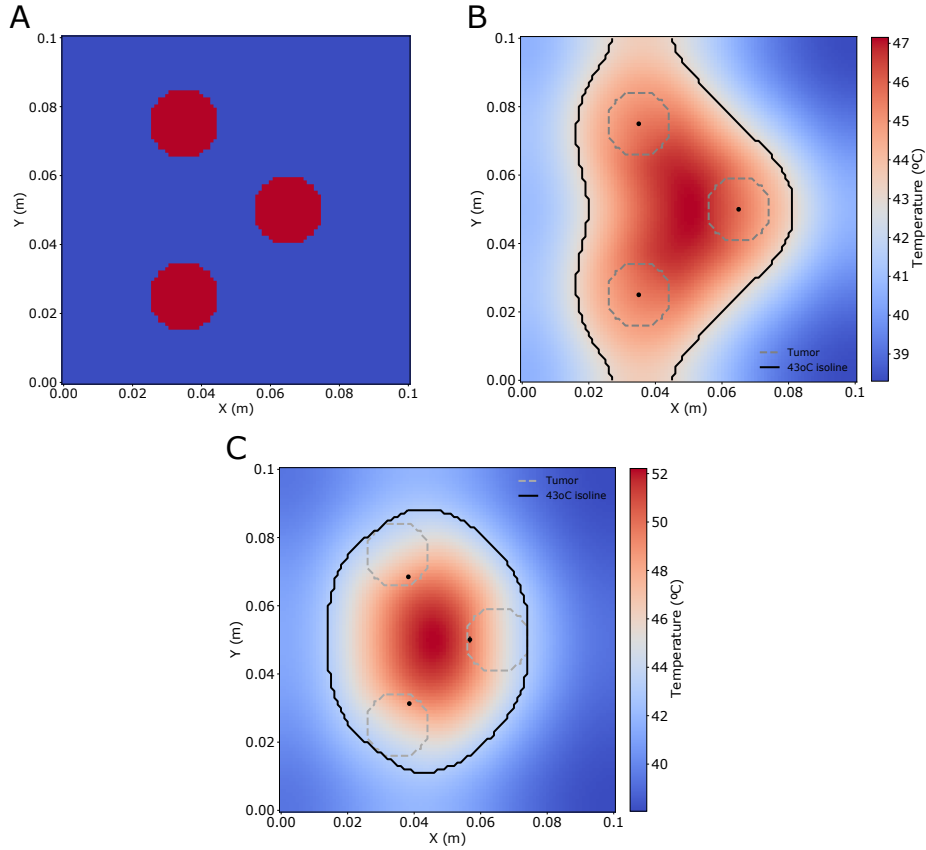 A
0.10
0.08
0.06
0.04
0.02
0.00
Y (m)
0.00 0.02 0.04 0.06 0.08 0.1
X (m)
B
0.10
0.08
0.06
0.04
0.02
0.00
Y (m)
Tumor
43oC isoline
0.00 0.02 0.04 0.06 0.08 0.1
X (m)
47
46
45
44
43
42
41
40
39
Temperature (ºC)
C
0.10
0.08
0.06
0.04
0.02
0.00
Y (m)
Tumor
43oC isoline
0.00 0.02 0.04 0.06 0.08 0.10
X (m)
52
50
48
46
44
42
40
Temperature (ºC)